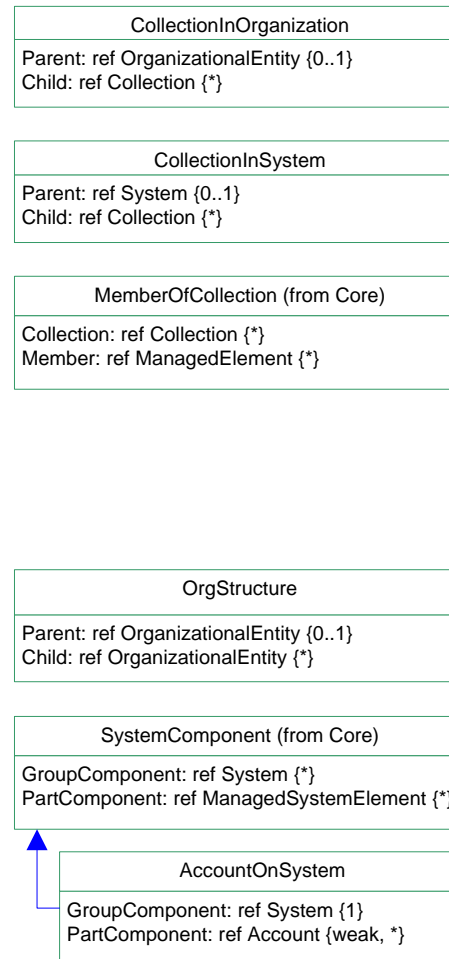 CollectionInOrganization
Parent: ref OrganizationalEntity {0..1}
Child: ref Collection {*}
CollectionInSystem
Parent: ref System {0..1}
Child: ref Collection {*}
MemberOfCollection (from Core)
Collection: ref Collection {*}
Member: ref ManagedElement {*}
OrgStructure
Parent: ref OrganizationalEntity {0..1}
Child: ref OrganizationalEntity {*}
SystemComponent (from Core)
GroupComponent: ref System {*}
PartComponent: ref ManagedSystemElement {*}
AccountOnSystem
GroupComponent: ref System {1}
PartComponent: ref Account {weak, *}